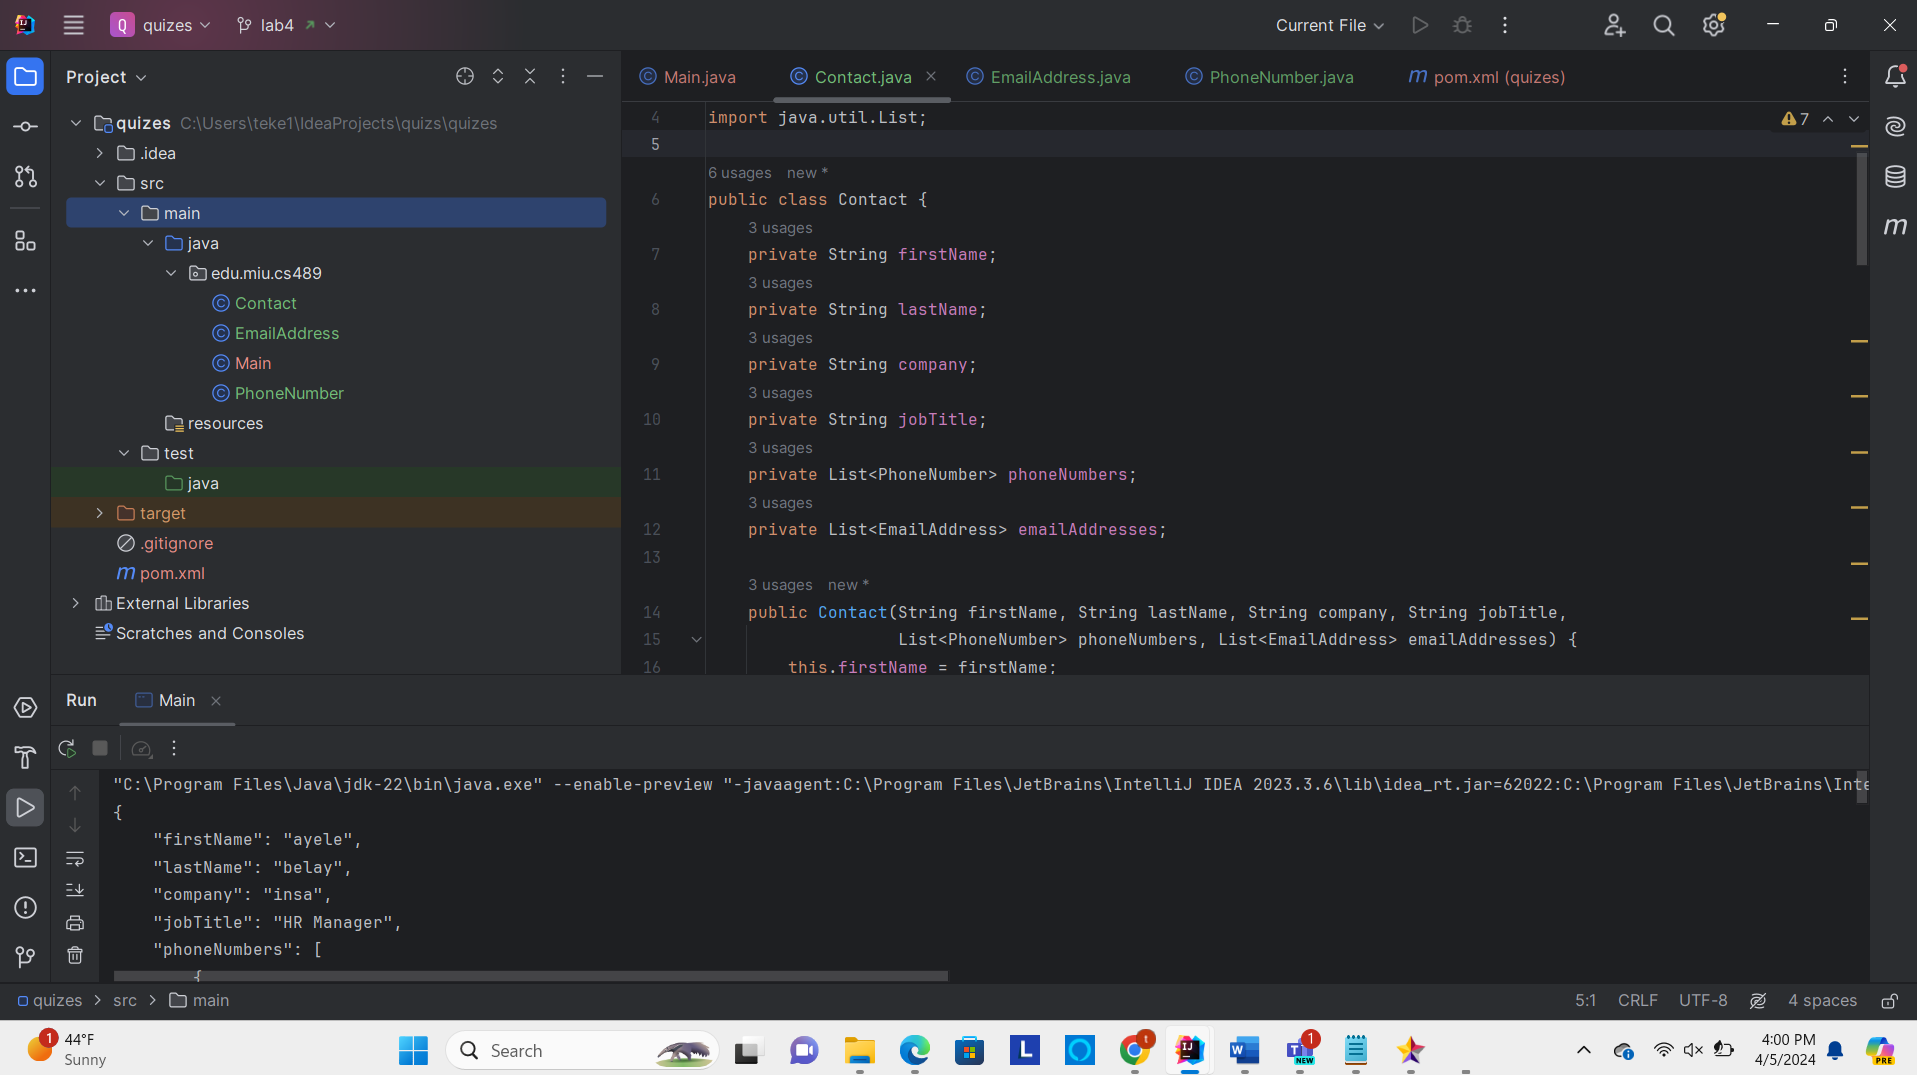 Q quizes lab4 Current File
Project
Main.java Contact.java EmailAddress.java PhoneNumber.java m pom.xml (quizes)
quizes C:\Users\teke1\IdeaProjects\quizs\quizes
.idea
src
main
java
edu.miu.cs489
Contact
EmailAddress
Main
PhoneNumber
resources
test
java
target
.gitignore
m pom.xml
External Libraries
Scratches and Consoles
7
4 import java.util.List;
5
6 usages new *
6 public class Contact {
3 usages
7 private String firstName;
3 usages
8 private String lastName;
3 usages
9 private String company;
3 usages
10 private String jobTitle;
3 usages
11 private List<PhoneNumber> phoneNumbers;
3 usages
12 private List<EmailAddress> emailAddresses;
13
3 usages new *
14 public Contact(String firstName, String lastName, String company, String jobTitle,
15 List<PhoneNumber> phoneNumbers, List<EmailAddress> emailAddresses) {
16 this.firstName = firstName;
Run Main
"C:\Program Files\Java\jdk-22\bin\java.exe" --enable-preview "-javaagent:C:\Program Files\JetBrains\IntelliJ IDEA 2023.3.6\lib\idea_rt.jar=62022:C:\Program Files\JetBrains\Inte
{
"firstName": "ayele",
"lastName": "belay",
"company": "insa",
"jobTitle": "HR Manager",
"phoneNumbers": [
{
quizes > src > main 5:1 CRLF UTF-8 4 spaces
1 44°F
Sunny
Search
L
t
IJ
W
T 1 NEW
4:00 PM
4/5/2024
PRE